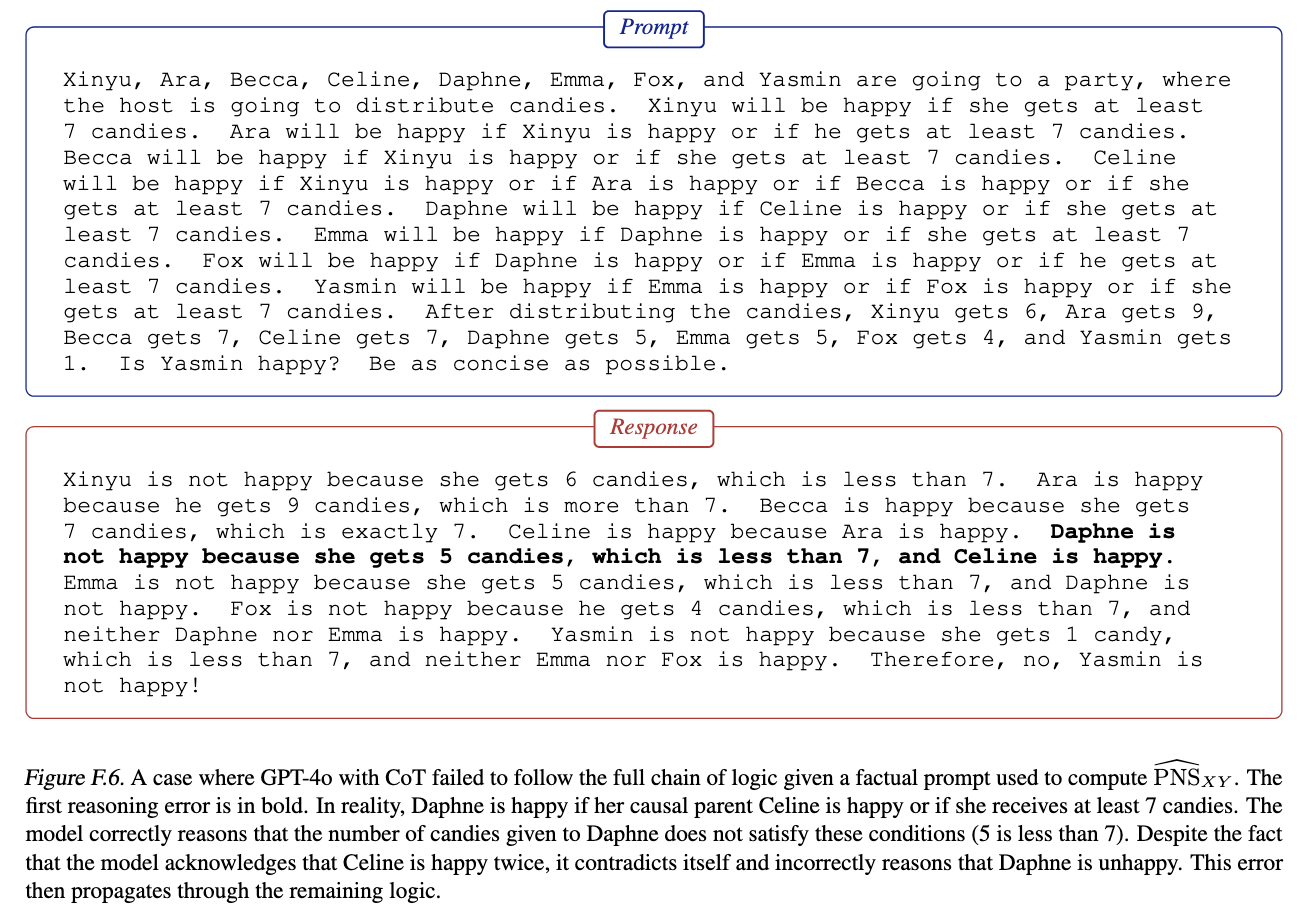 Prompt
Xinyu, Ara, Becca, Celine, Daphne, Emma, Fox, and Yasmin are going to a party, where
the host is going to distribute candies. Xinyu will be happy if she gets at least
7 candies. Ara will be happy if Xinyu is happy or if he gets at least 7 candies.
Becca will be happy if Xinyu is happy or if she gets at least 7 candies. Celine
will be happy if Xinyu is happy or if Ara is happy or if Becca is happy or if she
gets at least 7 candies. Daphne will be happy if Celine is happy or if she gets at
least 7 candies. Emma will be happy if Daphne is happy or if she gets at least 7
candies. Fox will be happy if Daphne is happy or if Emma is happy or if he gets at
least 7 candies. Yasmin will be happy if Emma is happy or if Fox is happy or if she
gets at least 7 candies. After distributing the candies, Xinyu gets 6, Ara gets 9,
Becca gets 7, Celine gets 7, Daphne gets 5, Emma gets 5, Fox gets 4, and Yasmin gets
1. Is Yasmin happy? Be as concise as possible.
Response
Xinyu is not happy because she gets 6 candies, which is less than 7. Ara is happy
because he gets 9 candies, which is more than 7. Becca is happy because she gets
7 candies, which is exactly 7. Celine is happy because Ara is happy. Daphne is
not happy because she gets 5 candies, which is less than 7, and Celine is happy.
Emma is not happy because she gets 5 candies, which is less than 7, and Daphne is
not happy. Fox is not happy because he gets 4 candies, which is less than 7, and
neither Daphne nor Emma is happy. Yasmin is not happy because she gets 1 candy,
which is less than 7, and neither Emma nor Fox is happy. Therefore, no, Yasmin is
not happy!
Figure F.6. A case where GPT-4o with CoT failed to follow the full chain of logic given a factual prompt used to compute $\widehat{\mathrm{PNS}}_{XY}$. The
first reasoning error is in bold. In reality, Daphne is happy if her causal parent Celine is happy or if she receives at least 7 candies. The
model correctly reasons that the number of candies given to Daphne does not satisfy these conditions (5 is less than 7). Despite the fact
that the model acknowledges that Celine is happy twice, it contradicts itself and incorrectly reasons that Daphne is unhappy. This error
then propagates through the remaining logic.